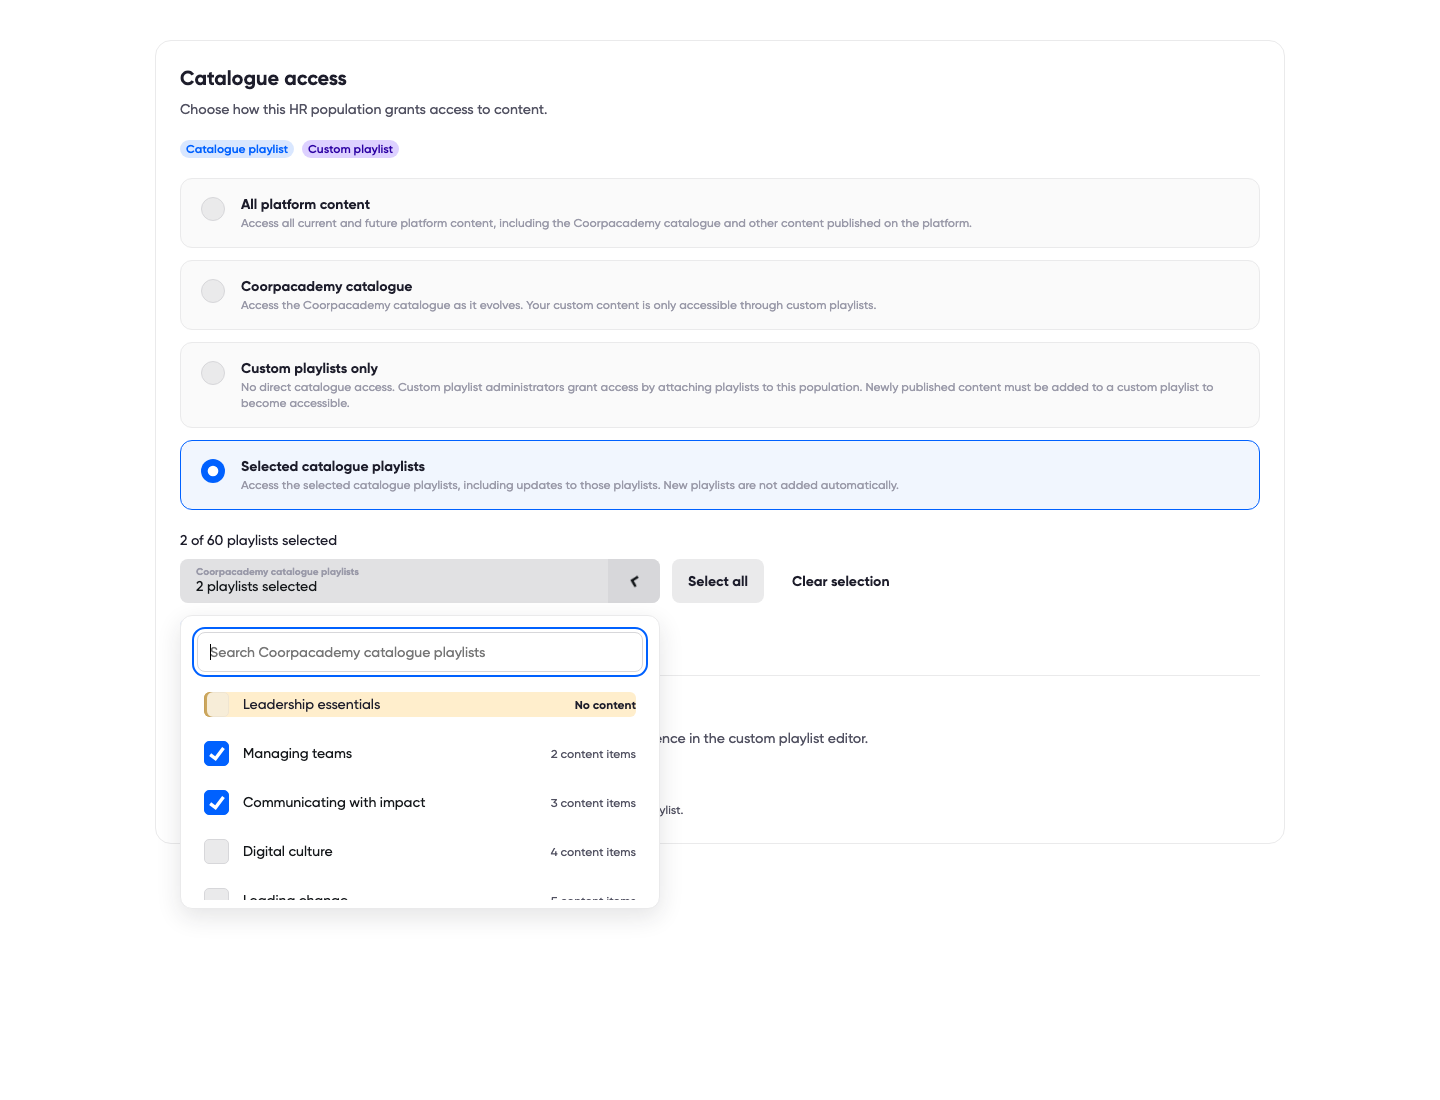 Catalogue access
Choose how this HR population grants access to content.
Catalogue playlist Custom playlist
All platform content
Access all current and future platform content, including the Coorpacademy catalogue and other content published on the platform.
Coorpacademy catalogue
Access the Coorpacademy catalogue as it evolves. Your custom content is only accessible through custom playlists.
Custom playlists only
No direct catalogue access. Custom playlist administrators grant access by attaching playlists to this population. Newly published content must be added to a custom playlist to
become accessible.
Selected catalogue playlists
Access the selected catalogue playlists, including updates to those playlists. New playlists are not added automatically.
2 of 60 playlists selected
Coorpacademy catalogue playlists
2 playlists selected
Select all Clear selection
Search Coorpacademy catalogue playlists
Leadership essentials No content
ence in the custom playlist editor.
Managing teams 2 content items
Communicating with impact 3 content items
ylist.
Digital culture 4 content items
Leading change 5 content items